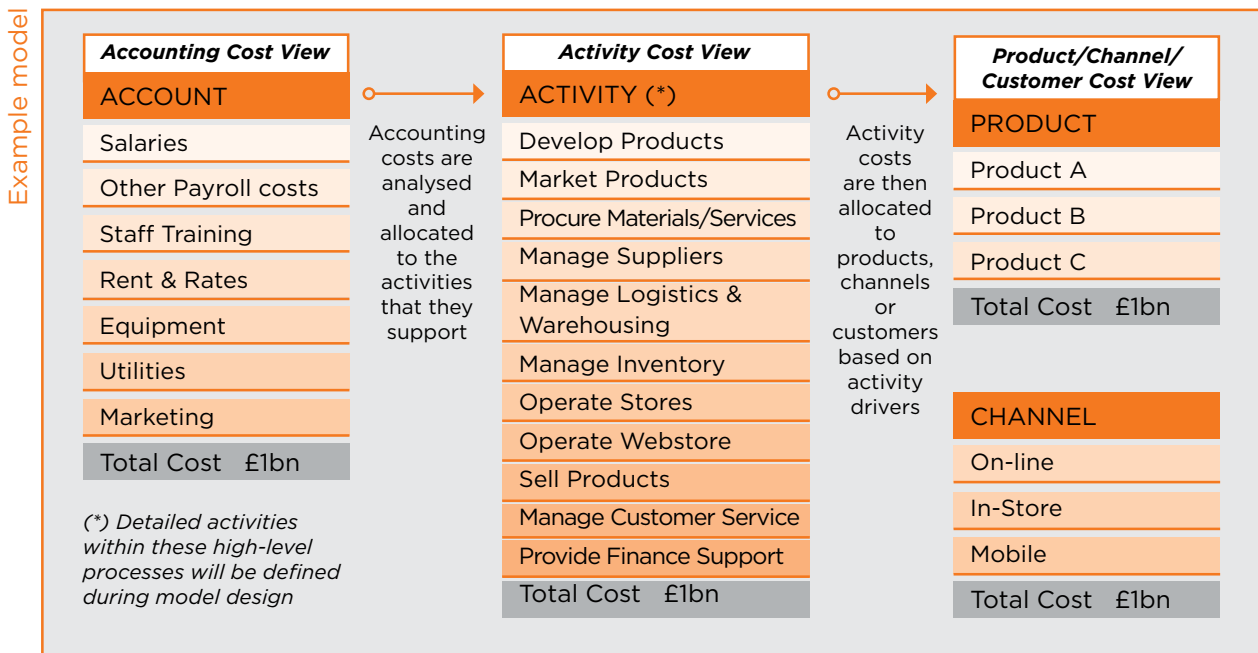 Example model
Accounting Cost View
ACCOUNT
Salaries
Other Payroll costs
Staff Training
Rent & Rates
Equipment
Utilities
Marketing
Total Cost £1bn
(*) Detailed activities
within these high-level
processes will be defined
during model design
Accounting
costs are
analysed
and
allocated
to the
activities
that they
support
Activity Cost View
ACTIVITY (*)
Develop Products
Market Products
Procure Materials/Services
Manage Suppliers
Manage Logistics &
Warehousing
Manage Inventory
Operate Stores
Operate Webstore
Sell Products
Manage Customer Service
Provide Finance Support
Total Cost £1bn
Activity
costs
are then
allocated
to
products,
channels
or
customers
based on
activity
drivers
Product/Channel/
Customer Cost View
PRODUCT
Product A
Product B
Product C
Total Cost £1bn
CHANNEL
On-line
In-Store
Mobile
Total Cost £1bn